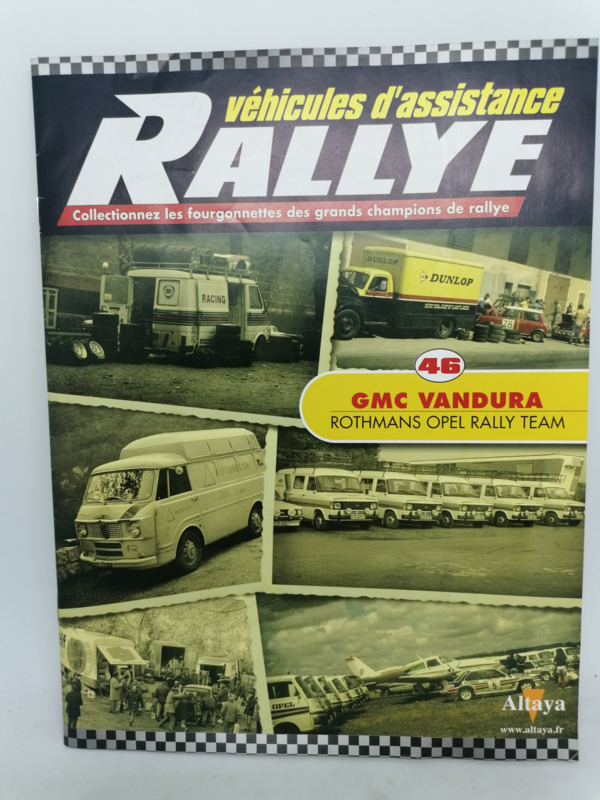 véhicules d'assistance
RALLYE
Collectionnez les fourgonnettes des grands champions de rallye
RACING
DUNLOP
DUNLOP
78
46
GMC VANDURA
ROTHMANS OPEL RALLY TEAM
OPEL
Altaya
www.altaya.fr